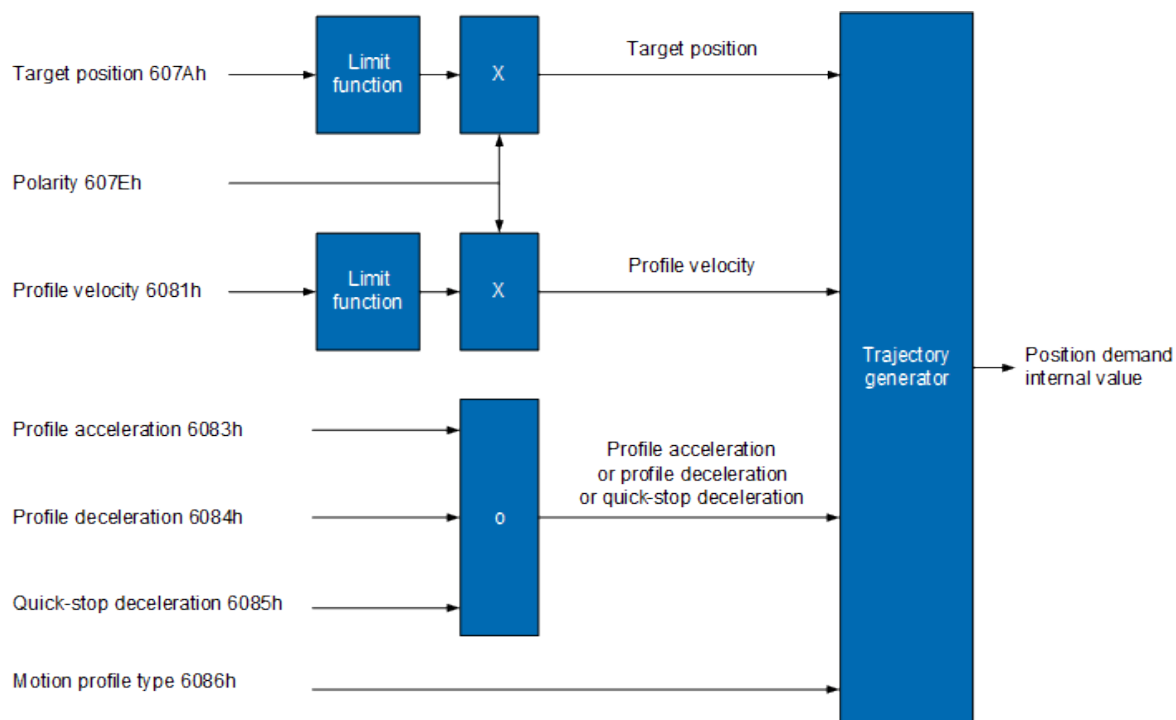 Target position 607Ah
Limit
function
X
Target position
Polarity 607Eh
Profile velocity 6081h
Limit
function
X
Profile velocity
Trajectory
generator
Position demand
internal value
Profile acceleration 6083h
Profile deceleration 6084h
Quick-stop deceleration 6085h
o
Profile acceleration
or profile deceleration
or quick-stop deceleration
Motion profile type 6086h